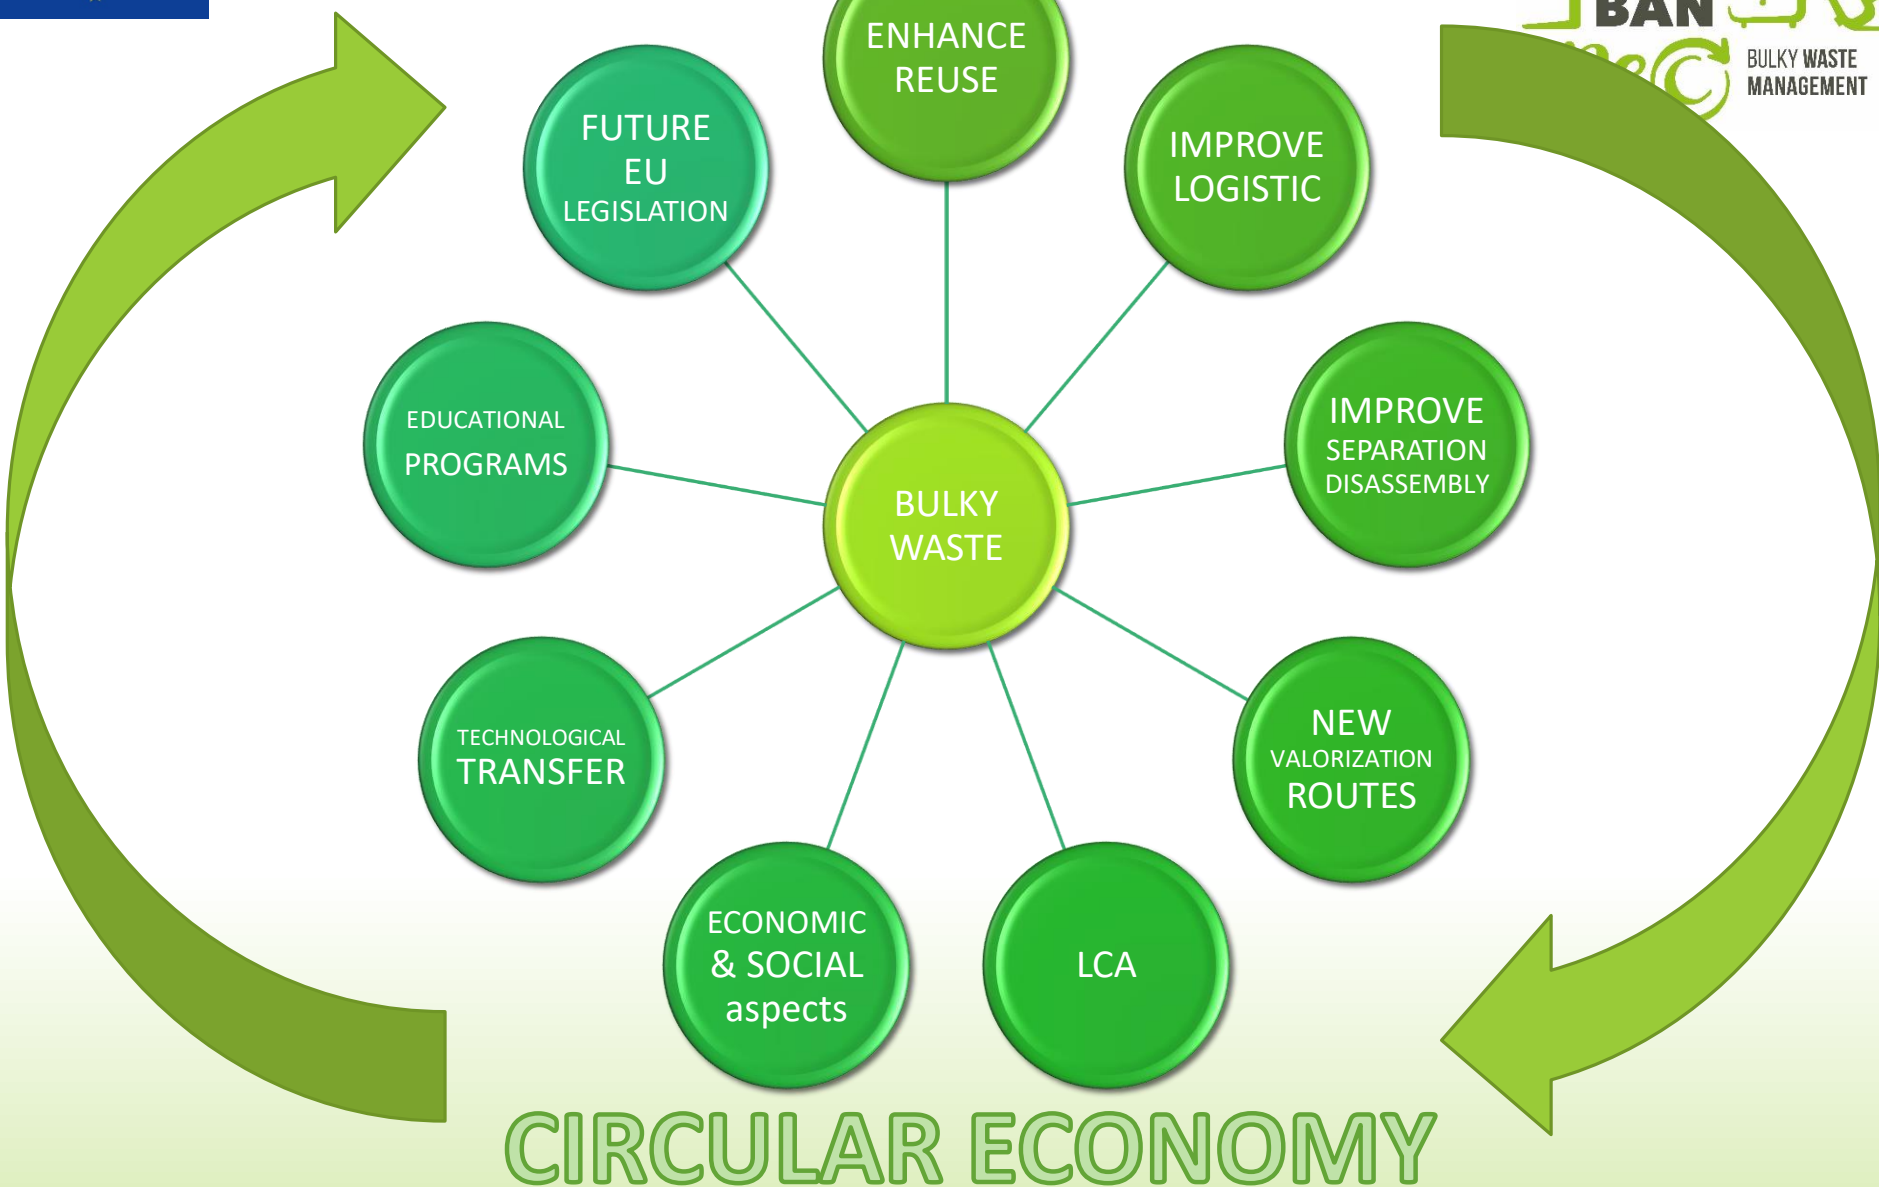 BAN
BULKY WASTE
MANAGEMENT
ENHANCE
REUSE
FUTURE
EU
LEGISLATION
IMPROVE
LOGISTIC
EDUCATIONAL
PROGRAMS
IMPROVE
SEPARATION
DISASSEMBLY
BULKY
WASTE
TECHNOLOGICAL
TRANSFER
NEW
VALORIZATION
ROUTES
ECONOMIC
& SOCIAL
aspects
LCA
CIRCULAR ECONOMY